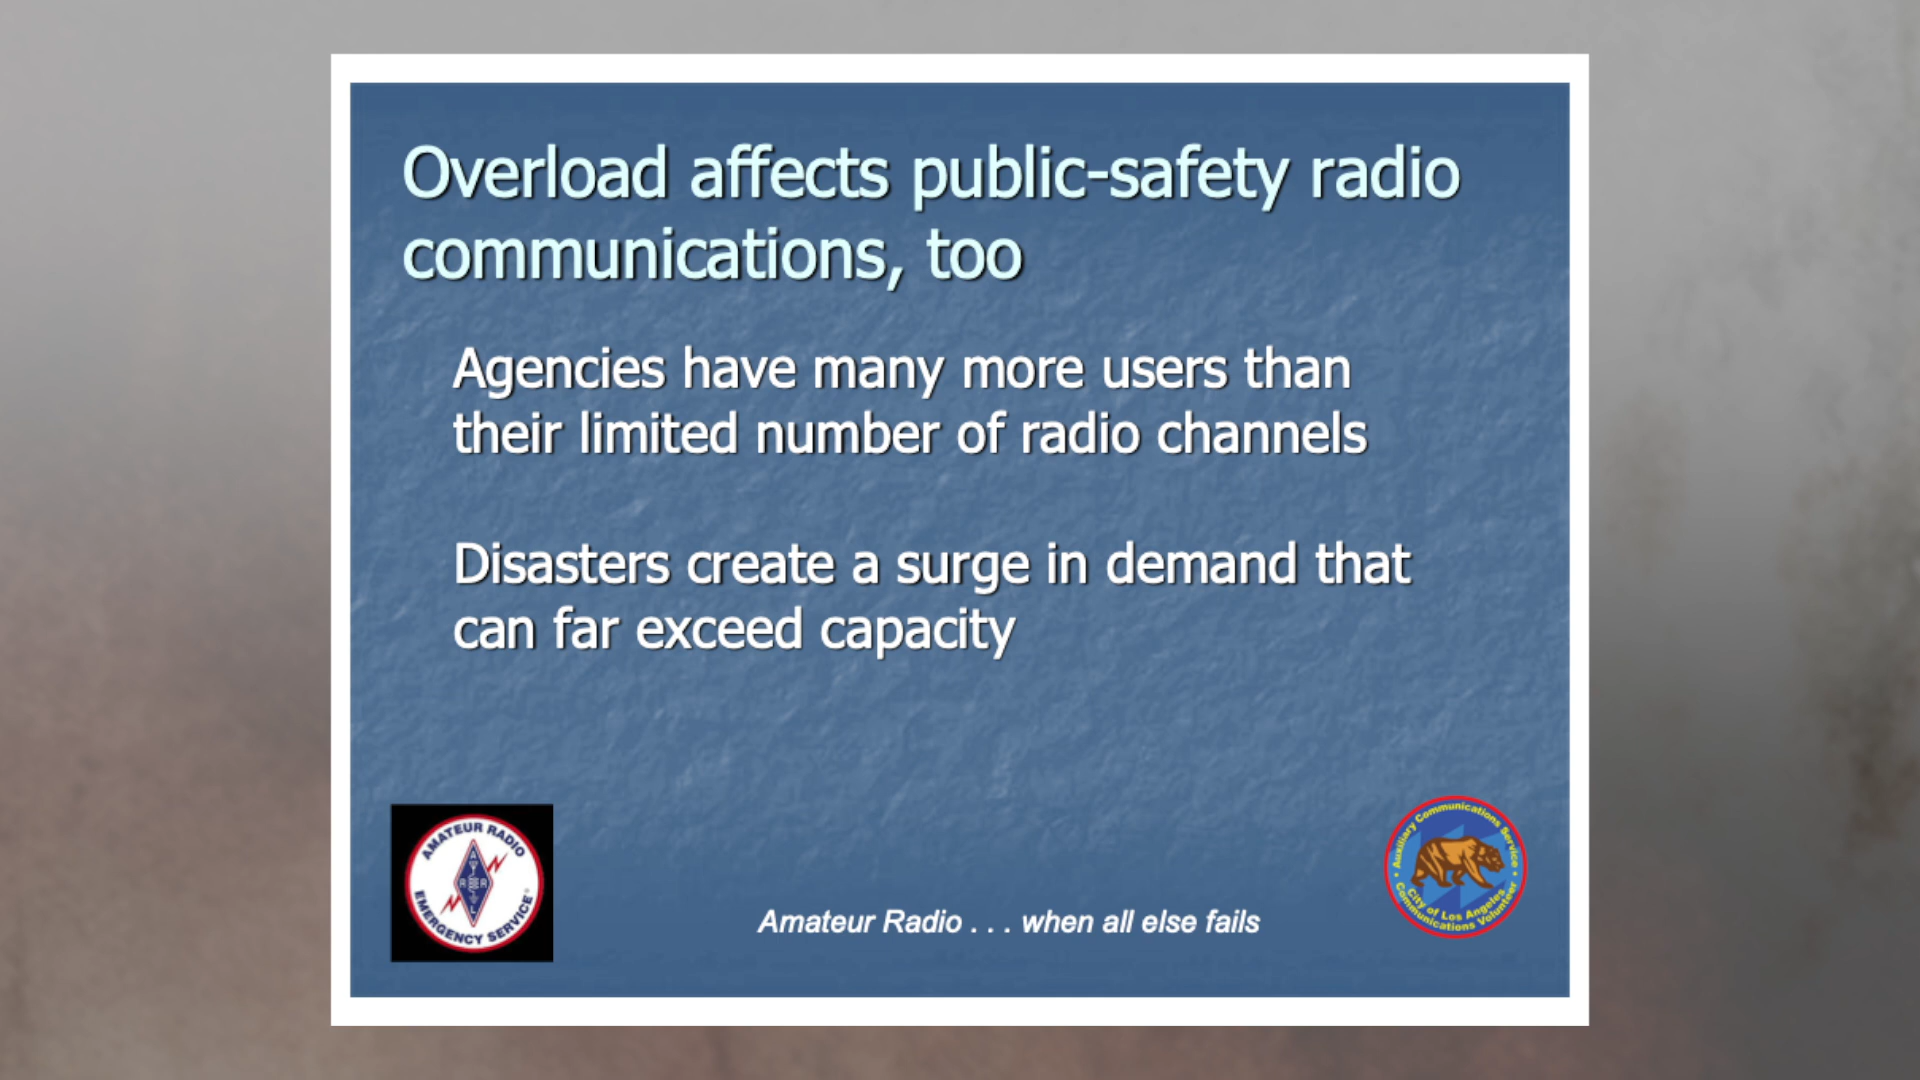 Overload affects public-safety radio
communications, too
Agencies have many more users than
their limited number of radio channels
Disasters create a surge in demand that
can far exceed capacity
AMATEUR RADIO
ARRL
EMERGENCY SERVICE
Amateur Radio . . . when all else fails
Auxiliary Communications Service
City of Los Angeles
Communications Volunteer